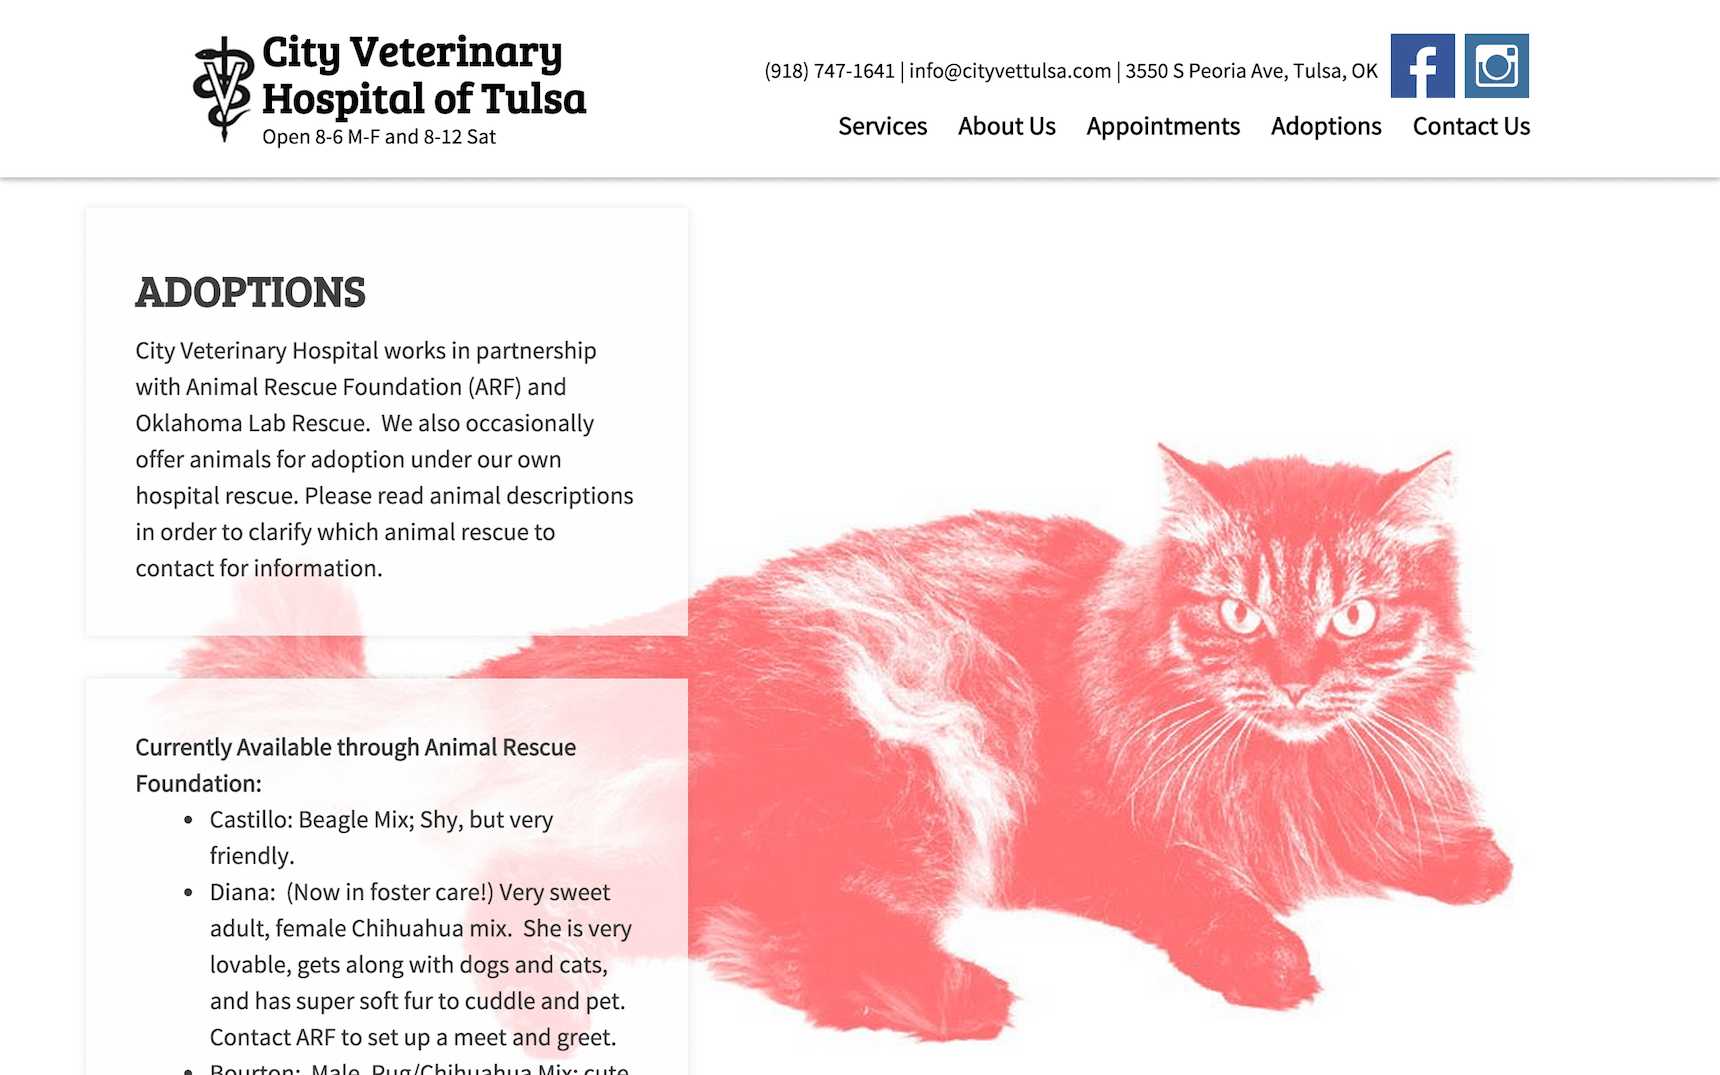 City Veterinary
Hospital of Tulsa
Open 8-6 M-F and 8-12 Sat
(918) 747-1641 | info@cityvettulsa.com | 3550 S Peoria Ave, Tulsa, OK
Services About Us Appointments Adoptions Contact Us
ADOPTIONS
City Veterinary Hospital works in partnership
with Animal Rescue Foundation (ARF) and
Oklahoma Lab Rescue.  We also occasionally
offer animals for adoption under our own
hospital rescue. Please read animal descriptions
in order to clarify which animal rescue to
contact for information.
Currently Available through Animal Rescue
Foundation:
• Castillo: Beagle Mix; Shy, but very
friendly.
• Diana:  (Now in foster care!) Very sweet
adult, female Chihuahua mix.  She is very
lovable, gets along with dogs and cats,
and has super soft fur to cuddle and pet.
Contact ARF to set up a meet and greet.
• Bourton:  Male, Pug/Chihuahua Mix; cute